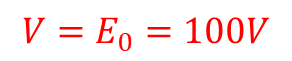 V = E₀ = 100V